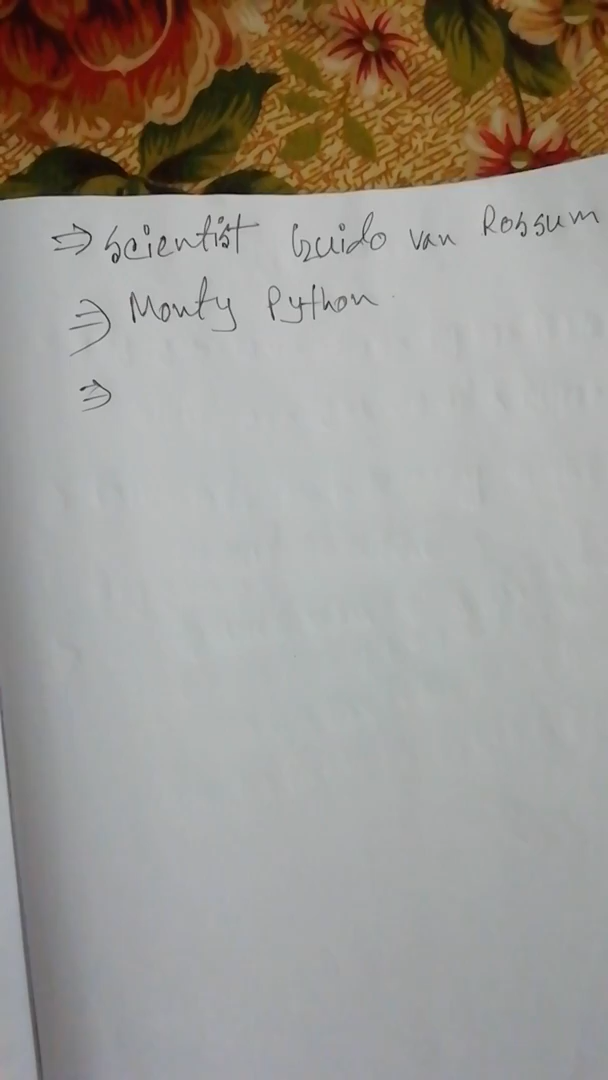 ⇒ Scientist Guido van Rossum
⇒ Monty Python
⇒